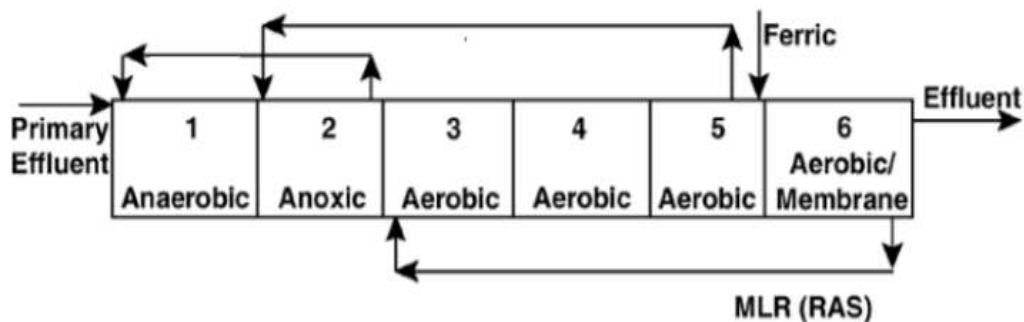 Ferric
Effluent
Primary
Effluent
1
Anaerobic
2
Anoxic
3
Aerobic
4
Aerobic
5
Aerobic
6
Aerobic/
Membrane
MLR (RAS)